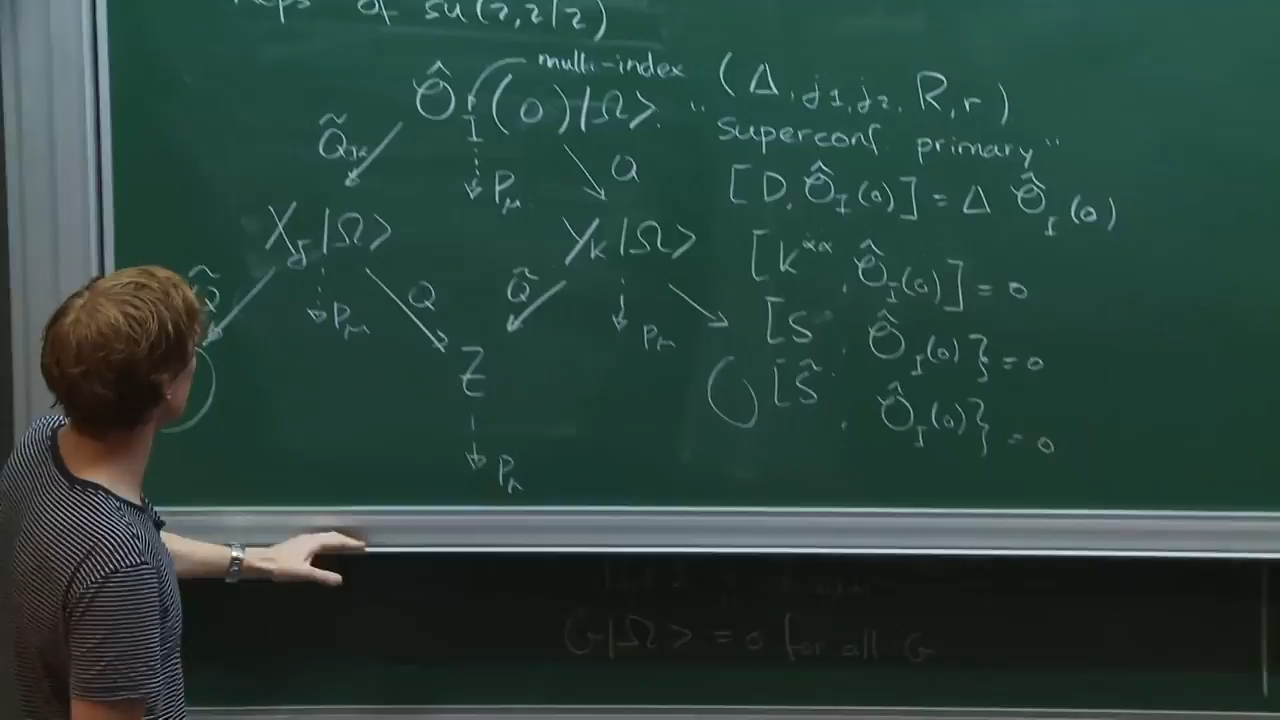 reps of su(2,2|2)
multi-index
Ô_I(0)|Ω>. (Δ, j₁, j₂, R, r)
"superconf. primary"
Q̃ P_μ Q
[D, Ô_I(0)] = Δ Ô_I(0)
X_J|Ω> Y_K|Ω>
[K^{α̇α}, Ô_I(0)] = 0
Q̃ P_μ Q Q̃ P_μ
[S, Ô_I(0)} = 0
Z
[S̃, Ô_I(0)} = 0
P_μ
G|Ω> = 0 for all G